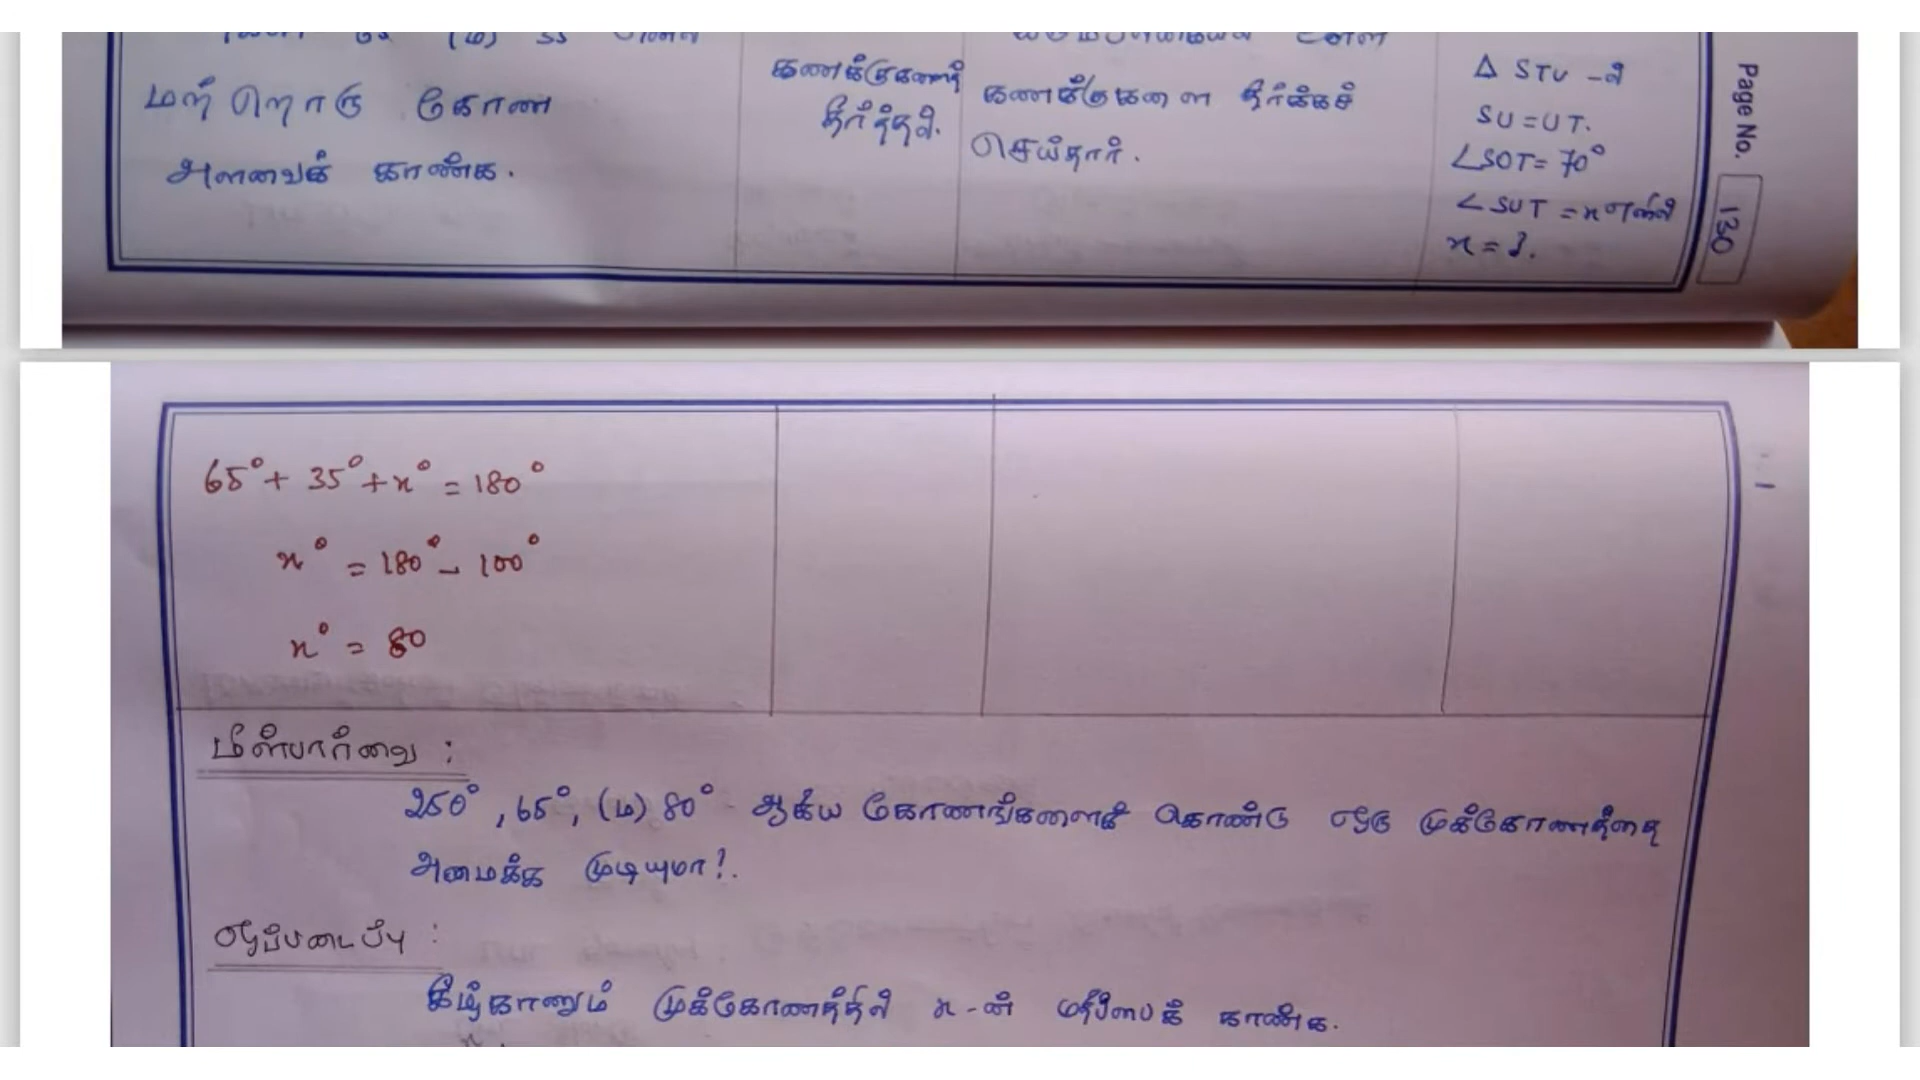 மற்றொரு கோண
அளவைக் காண்க.
கணக்குகளைத்
தீர்த்தல்.
கணக்குகளை தீர்க்கச்
செய்தார்.
Δ STU -ல்
SU = UT.
∠SOT = 70°
∠SUT = x எனில்
x = ?.
Page No. 130
65° + 35° + x° = 180°
x° = 180° - 100°
x° = 80
மீள்பார்வை :
250°, 65°, (ம) 80° ஆகிய கோணங்களைக் கொண்டு ஒரு முக்கோணத்தை
அமைக்க முடியுமா?.
ஒப்படைப்பு :
கீழ்காணும் முக்கோணத்தில் x-ன் மதிப்பைக் காண்க.